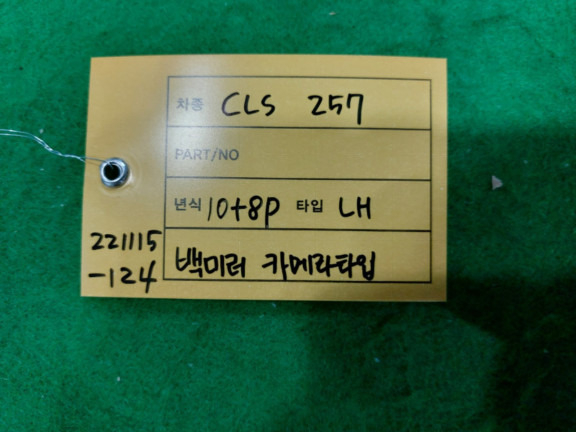 차종 CLS 257
PART/NO
년식 10+8P 타입 LH
백미러 카메라타입
221115
-124